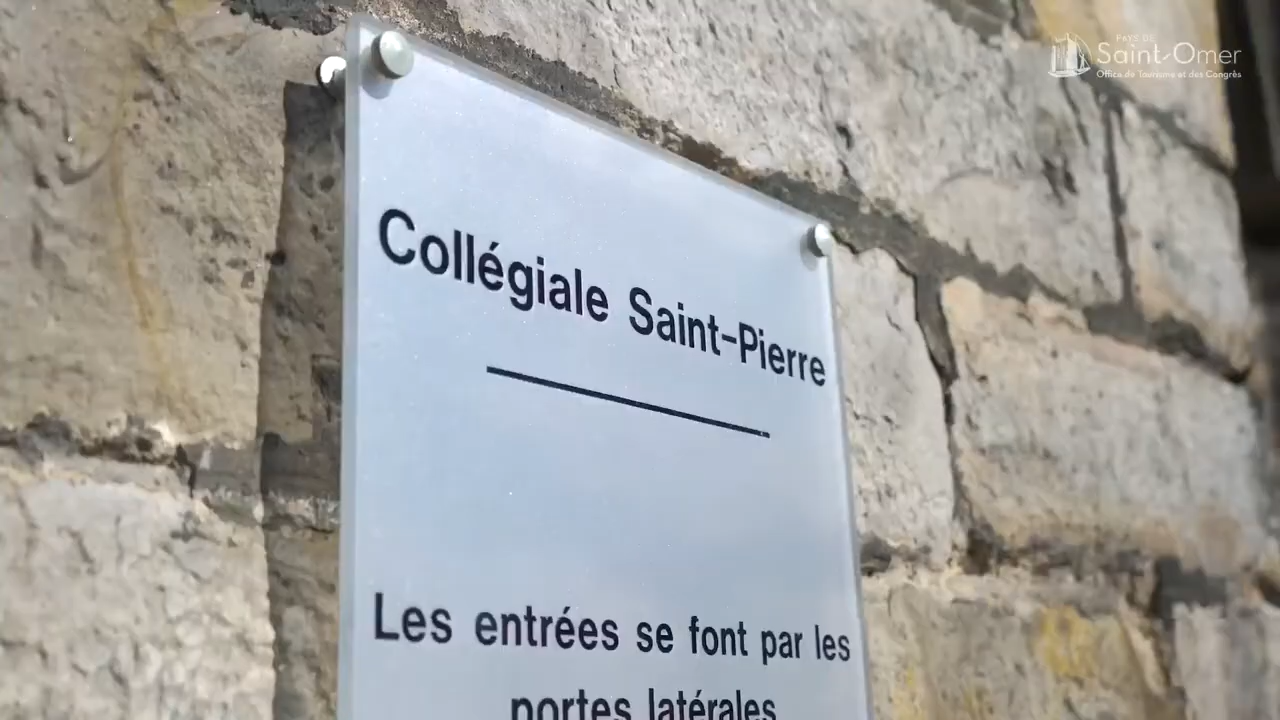 PAYS DE
Saint-Omer
Office de Tourisme et des Congrès
Collégiale Saint-Pierre
Les entrées se font par les
portes latérales